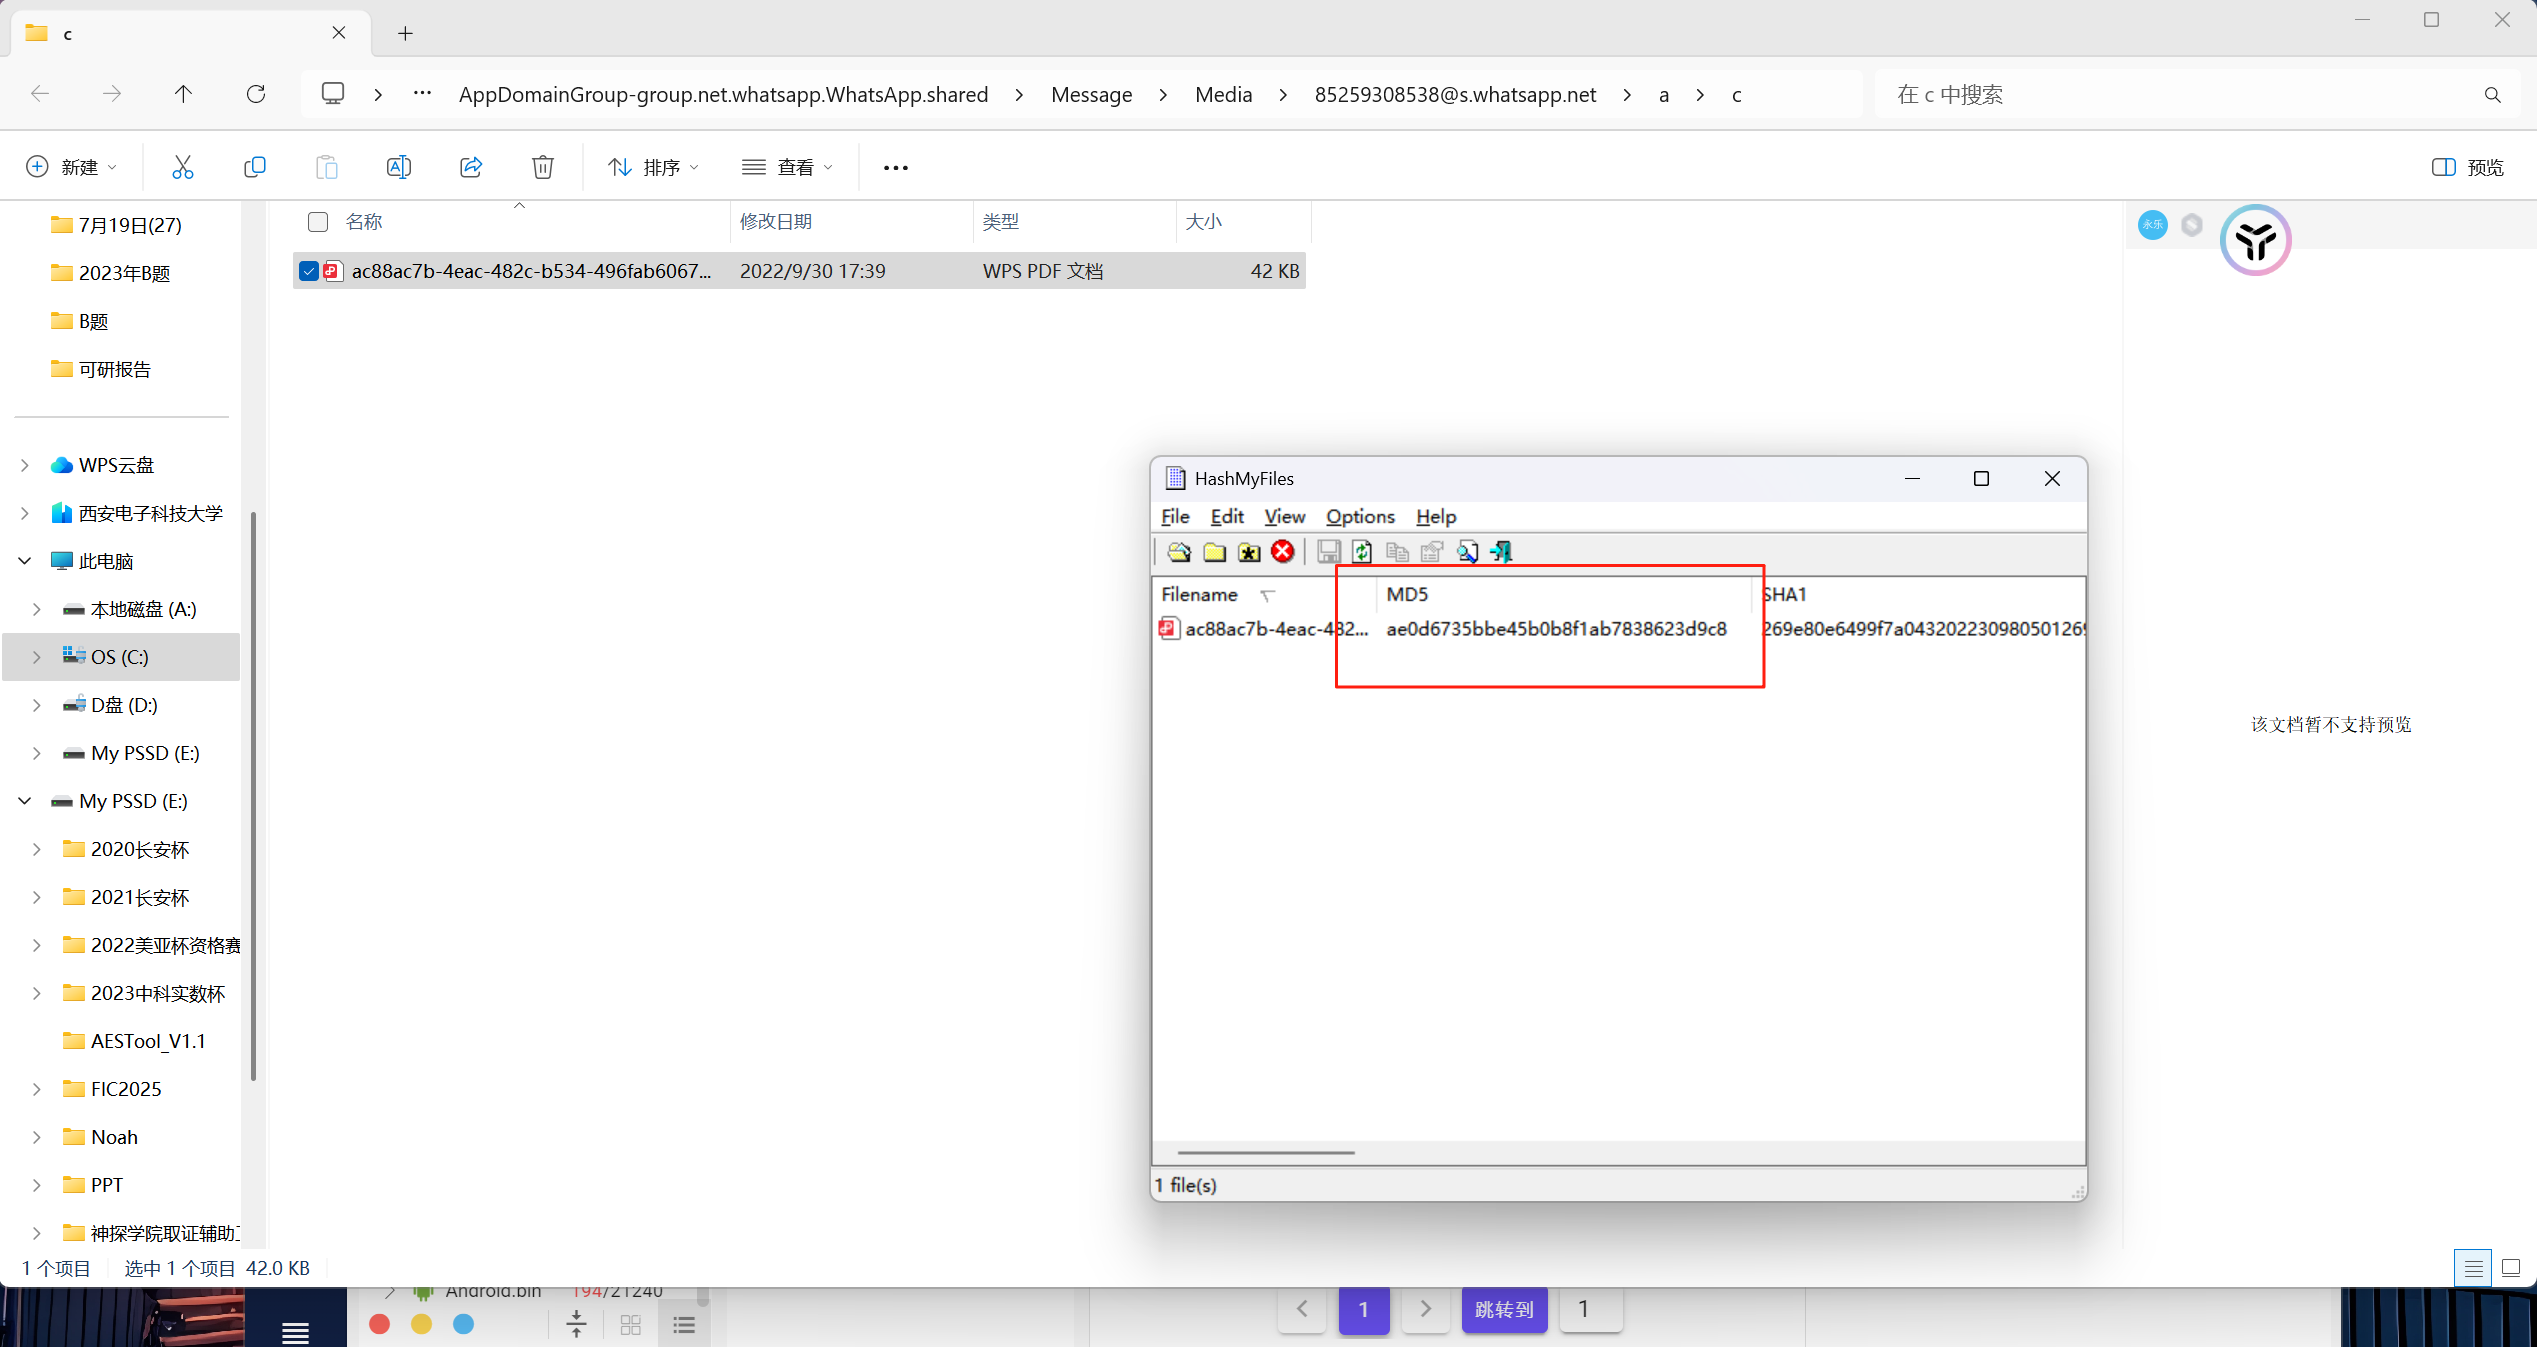 c
AppDomainGroup-group.net.whatsapp.WhatsApp.shared
Message
Media
85259308538@s.whatsapp.net
a
c
在 c 中搜索
新建
排序
查看
预览
7月19日(27)
2023年B题
B题
可研报告
WPS云盘
西安电子科技大学
此电脑
本地磁盘 (A:)
OS (C:)
D盘 (D:)
My PSSD (E:)
My PSSD (E:)
2020长安杯
2021长安杯
2022美亚杯资格赛
2023中科实数杯
AESTool_V1.1
FIC2025
Noah
PPT
神探学院取证辅助
名称 修改日期 类型 大小
ac88ac7b-4eac-482c-b534-496fab6067... 2022/9/30 17:39 WPS PDF 文档 42 KB
永乐
该文档暂不支持预览
HashMyFiles
File Edit View Options Help
Filename MD5 SHA1
ac88ac7b-4eac-482... ae0d6735bbe45b0b8f1ab7838623d9c8 269e80e6499f7a043202230980501269
1 file(s)
1 个项目 选中 1 个项目 42.0 KB
Android.bin 194/21240
1
跳转到
1